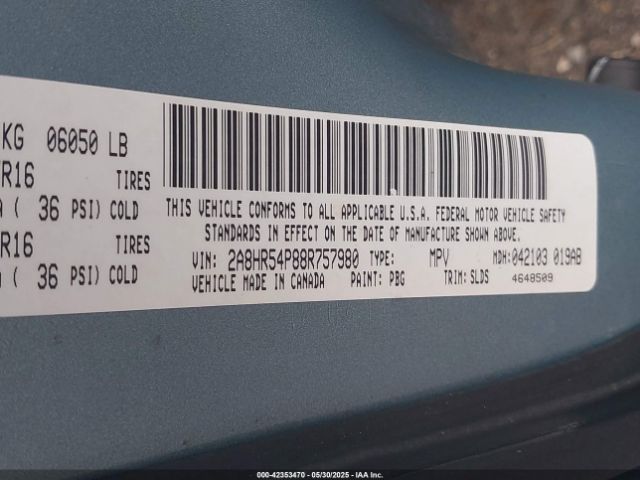 KG 06050 LB
R16 TIRES
( 36 PSI) COLD
R16 TIRES
( 36 PSI) COLD
THIS VEHICLE CONFORMS TO ALL APPLICABLE U.S.A. FEDERAL MOTOR VEHICLE SAFETY
STANDARDS IN EFFECT ON THE DATE OF MANUFACTURE SHOWN ABOVE.
VIN: 2A8HR54P88R757980 TYPE: MPV MDH:042103 019AB
VEHICLE MADE IN CANADA PAINT: PBG TRIM: SLDS 4648509
000-42353470 — 05/30/2025 — IAA Inc.